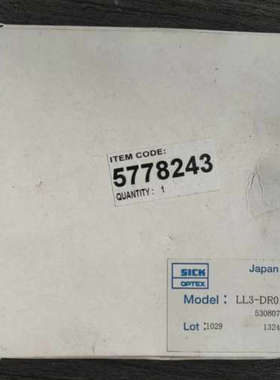 ITEM CODE:
5778243
QUANTITY: 1
SICK
OPTEX
Japan
Model: LL3-DR0
530807
Lot: 1029
1324